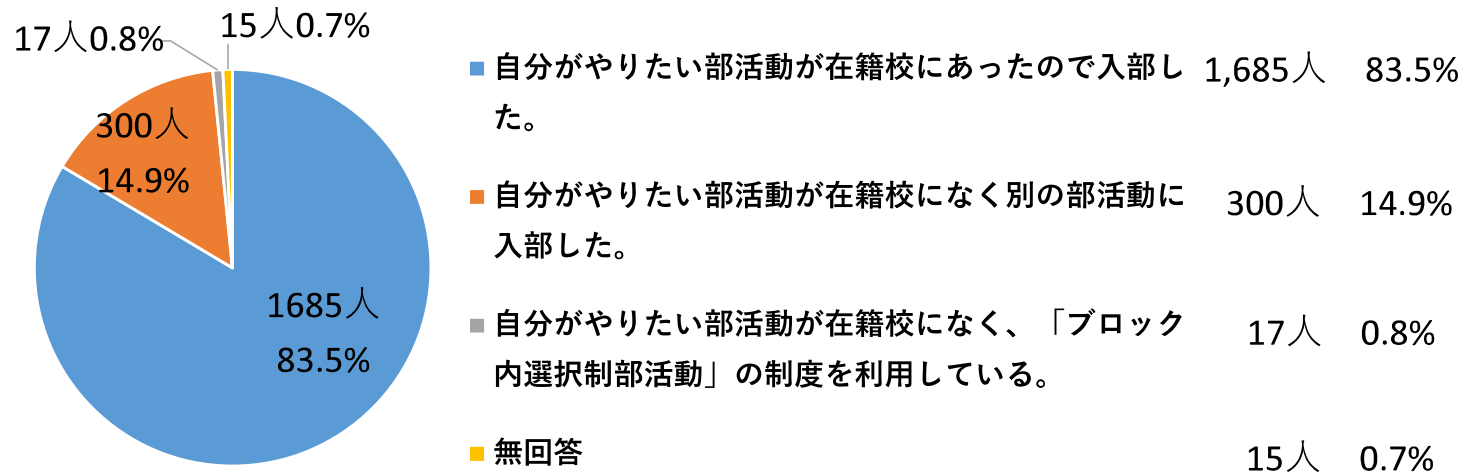 17人0.8%
15人0.7%
300人
14.9%
1685人
83.5%
自分がやりたい部活動が在籍校にあったので入部し
た。
1,685人 83.5%
自分がやりたい部活動が在籍校になく別の部活動に
入部した。
300人 14.9%
自分がやりたい部活動が在籍校になく、「ブロック
内選択制部活動」の制度を利用している。
17人 0.8%
無回答
15人 0.7%